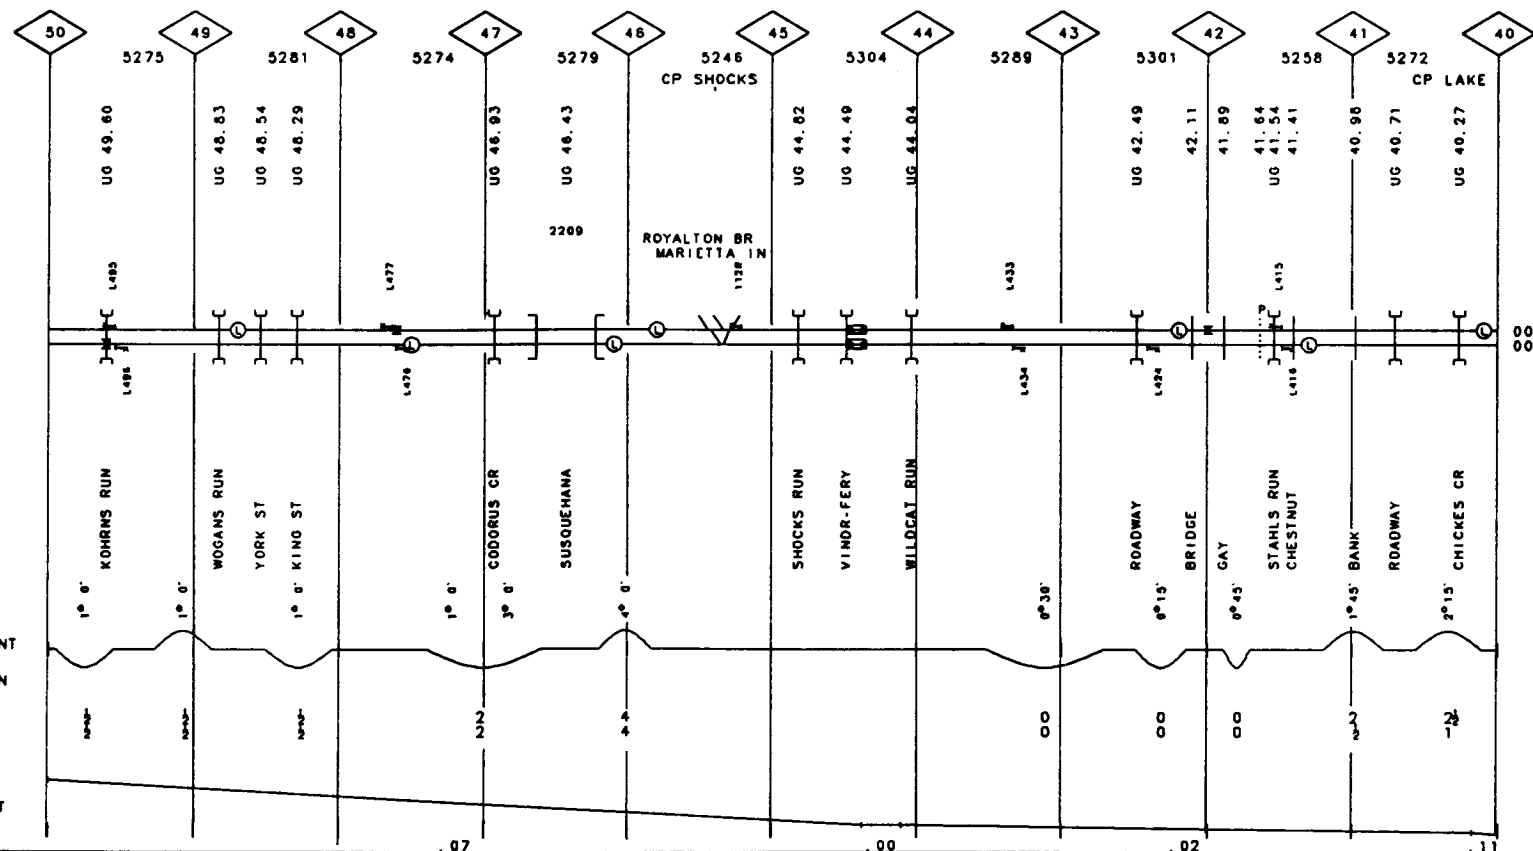 50 49 48 47 46 45 44 43 42 41 40
5275 5281 5274 5279 5246 5304 5289 5301 5258 5272
CP SHOCKS
CP LAKE
UG 49.60
UG 48.83
UG 48.54
UG 48.29
UG 46.93
UG 46.43
UG 44.82
UG 44.49
UG 44.04
UG 42.49
42.11
41.89
41.64
UG 41.54
41.41
40.98
UG 40.71
UG 40.27
2209
ROYALTON BR
MARIETTA IN
L495
L477
112R
L433
L415
P
L L L L L
00
00
L496
L476
L434
L424
L416
KOHRNS RUN
WOGANS RUN
YORK ST
KING ST
CODORUS CR
SUSQUEHANA
SHOCKS RUN
VINDR-FERY
WILDCAT RUN
ROADWAY
BRIDGE
GAY
STAHLS RUN
CHESTNUT
BANK
ROADWAY
CHICKES CR
1° 0' 1° 0' 1° 0' 1° 0' 3° 0' 4° 0' 0° 30' 0° 15' 0° 45' 1° 45' 2° 15'
NT
N
2 4 0 0 0 2 2½
2 4 0 0 0 1
T
.07 .00 .02 .11